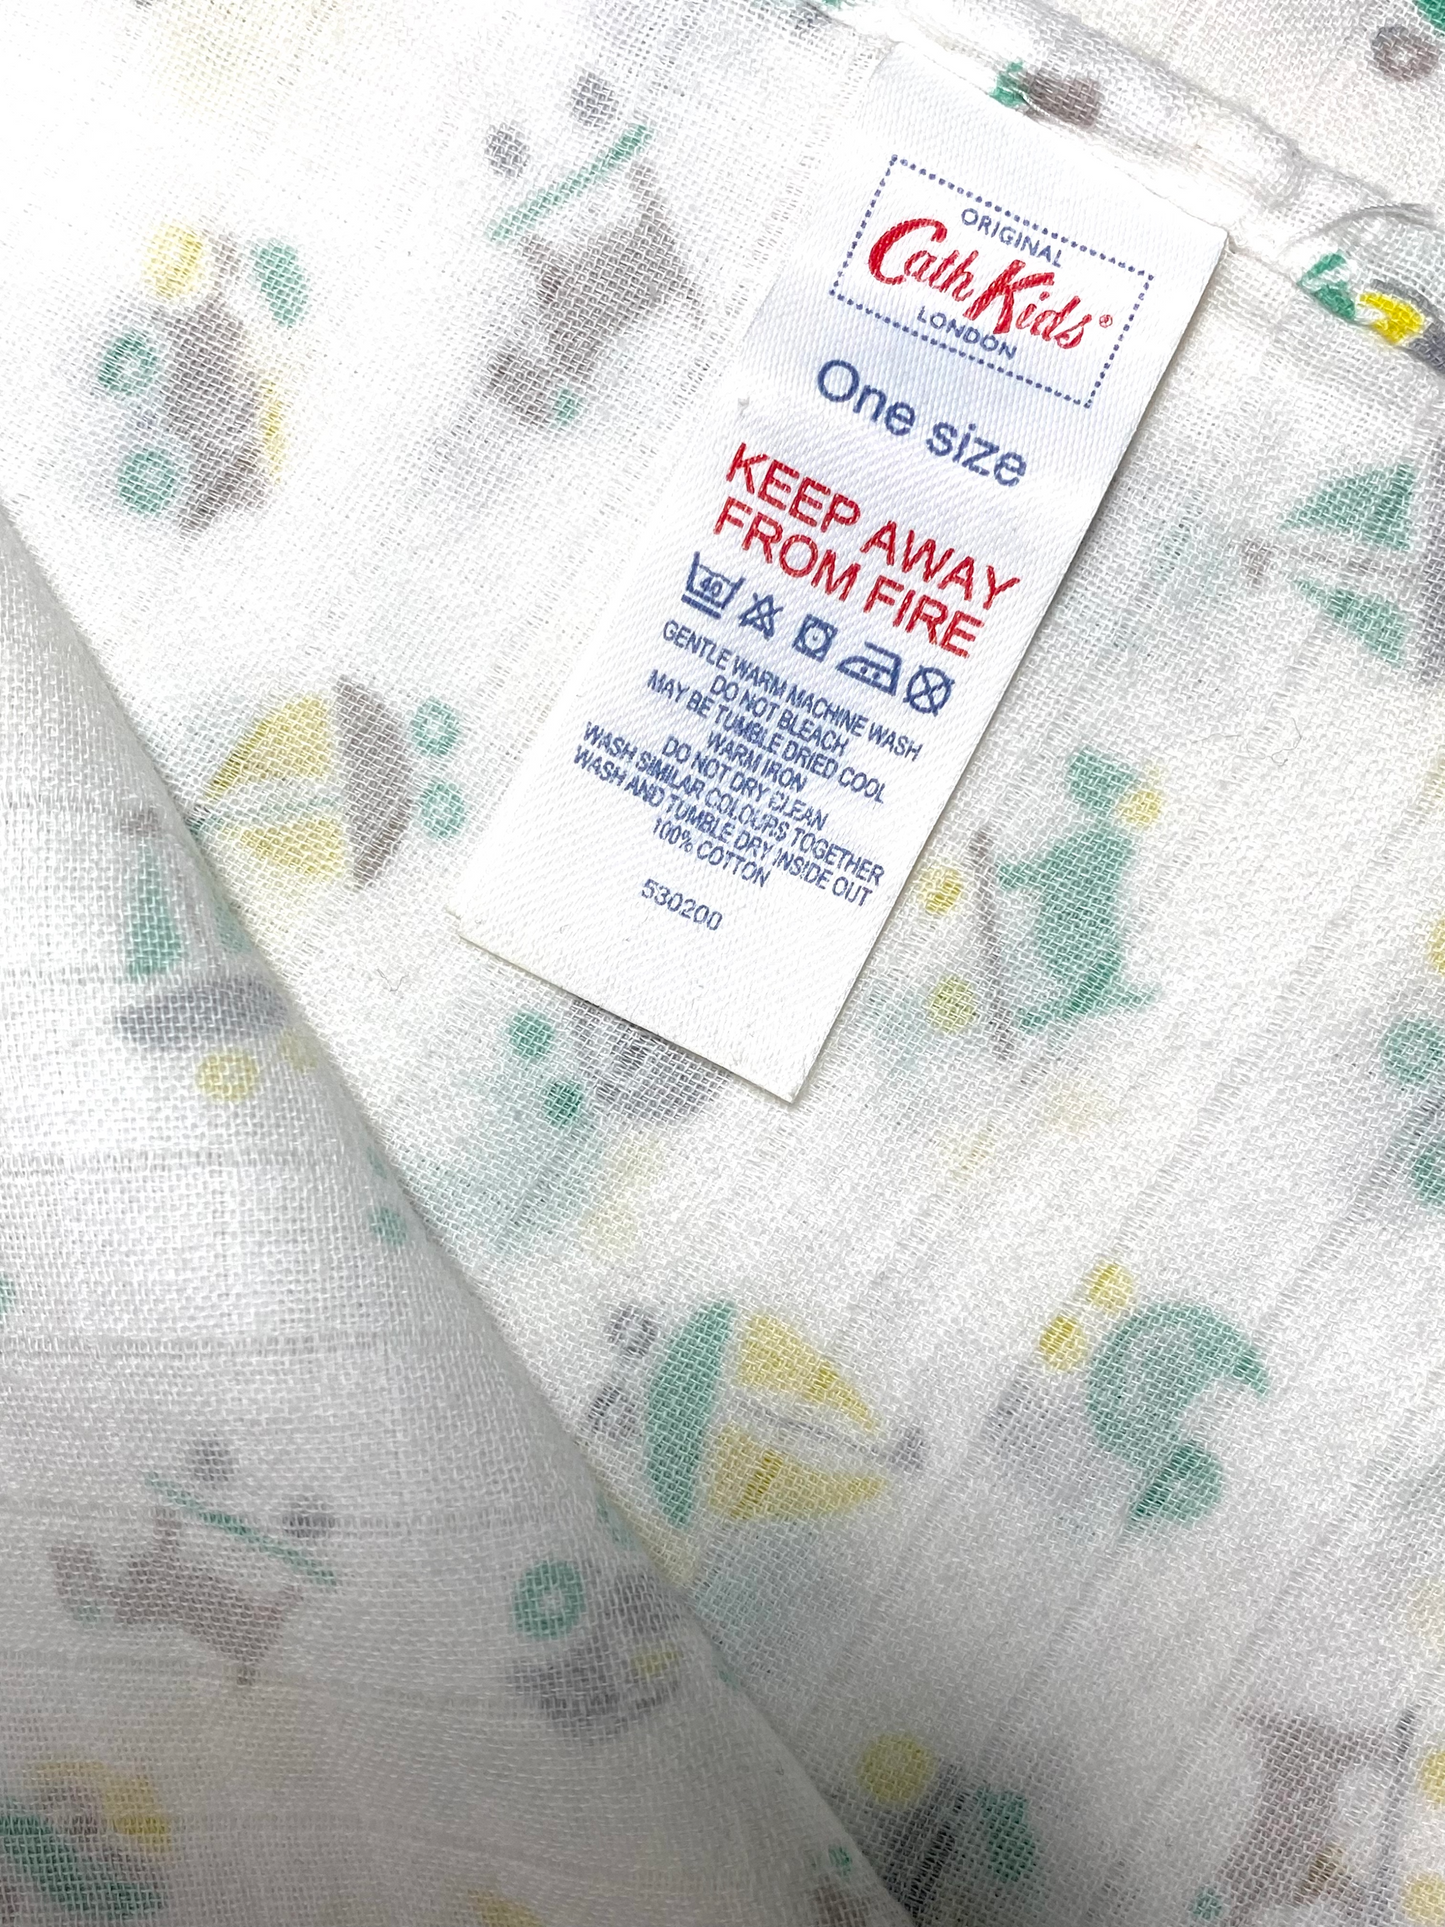 ORIGINAL
Cath Kids®
LONDON
One size
KEEP AWAY
FROM FIRE
40
GENTLE WARM MACHINE WASH
DO NOT BLEACH
MAY BE TUMBLE DRIED COOL
WARM IRON
DO NOT DRY CLEAN
WASH SIMILAR COLOURS TOGETHER
WASH AND TUMBLE DRY INSIDE OUT
100% COTTON
530200